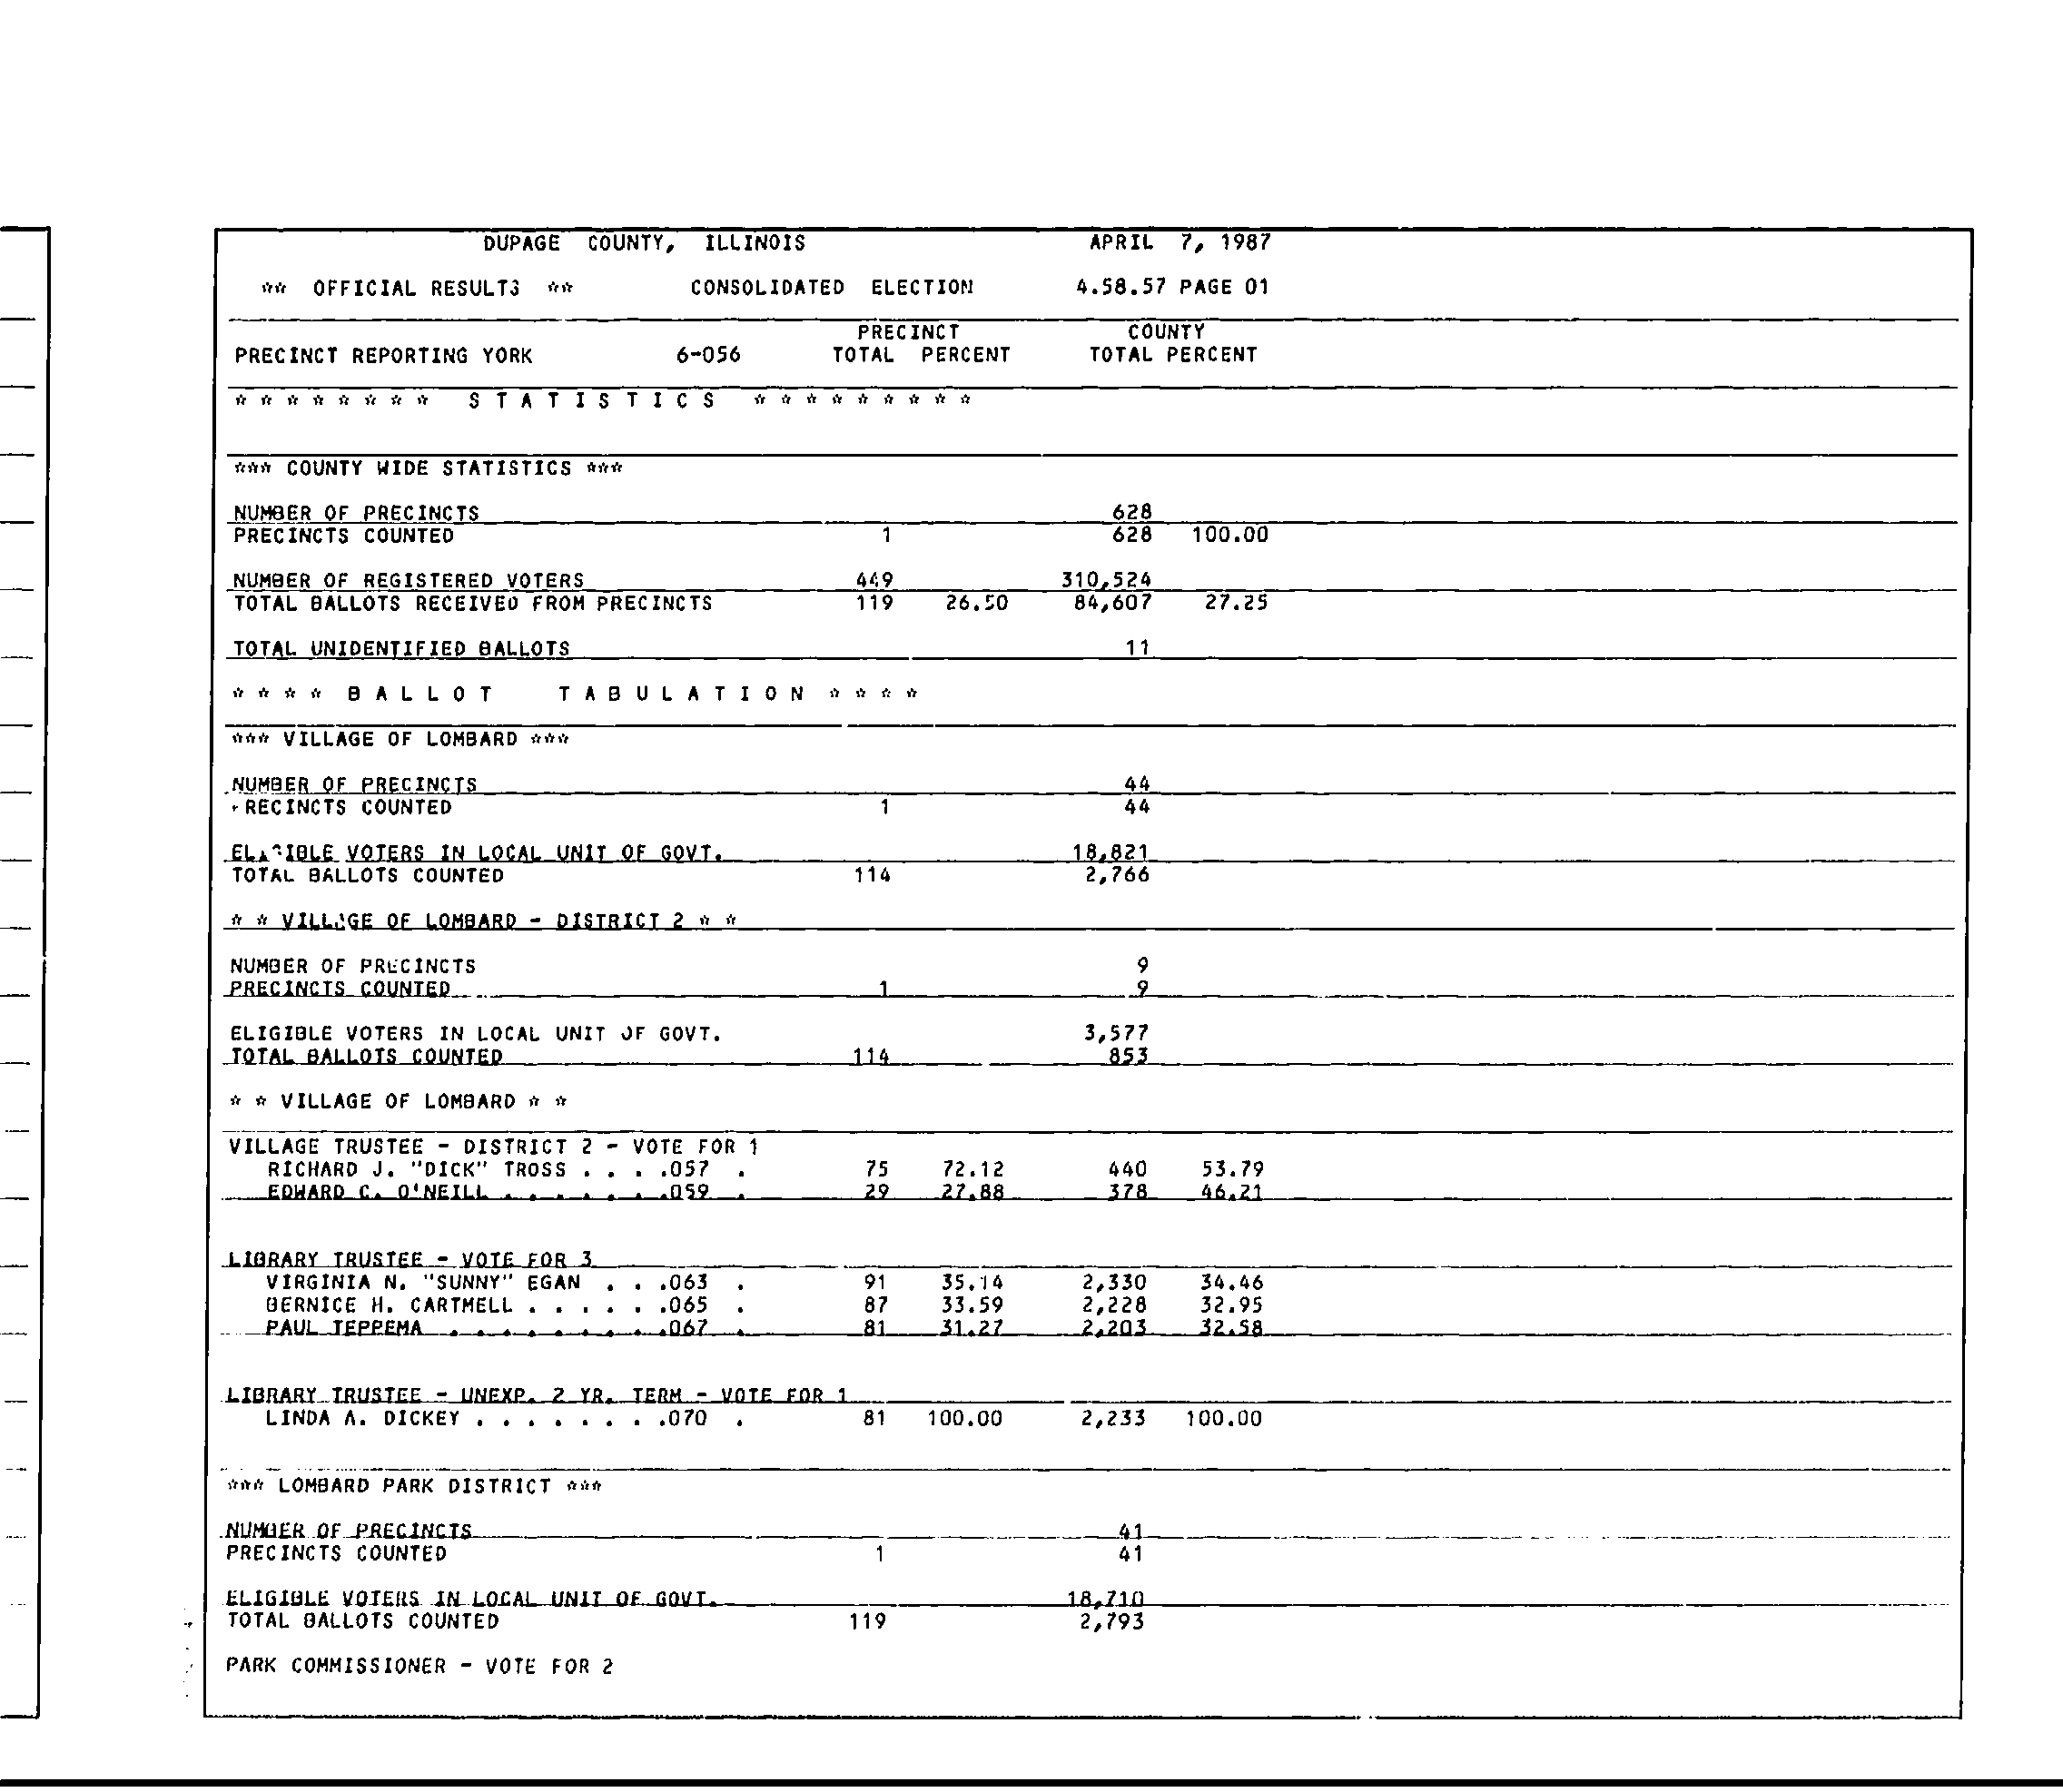 DUPAGE COUNTY, ILLINOIS APRIL 7, 1987
** OFFICIAL RESULTS ** CONSOLIDATED ELECTION 4.58.57 PAGE 01
PRECINCT COUNTY
PRECINCT REPORTING YORK 6-056 TOTAL PERCENT TOTAL PERCENT
* * * * * * * * S T A T I S T I C S * * * * * * * * *
*** COUNTY WIDE STATISTICS ***
NUMBER OF PRECINCTS 628
PRECINCTS COUNTED 1 628 100.00
NUMBER OF REGISTERED VOTERS 449 310,524
TOTAL BALLOTS RECEIVED FROM PRECINCTS 119 26.50 84,607 27.25
TOTAL UNIDENTIFIED BALLOTS 11
* * * * B A L L O T T A B U L A T I O N * * * *
*** VILLAGE OF LOMBARD ***
NUMBER OF PRECINCTS 44
PRECINCTS COUNTED 1 44
ELIGIBLE VOTERS IN LOCAL UNIT OF GOVT. 18,821
TOTAL BALLOTS COUNTED 114 2,766
* * VILLAGE OF LOMBARD - DISTRICT 2 * *
NUMBER OF PRECINCTS 9
PRECINCTS COUNTED 1 9
ELIGIBLE VOTERS IN LOCAL UNIT OF GOVT. 3,577
TOTAL BALLOTS COUNTED 114 853
* * VILLAGE OF LOMBARD * *
VILLAGE TRUSTEE - DISTRICT 2 - VOTE FOR 1
RICHARD J. "DICK" TROSS . . . .057 . 75 72.12 440 53.79
EDWARD C. O'NEILL . . . . . . .059 . 29 27.88 378 46.21
LIBRARY TRUSTEE - VOTE FOR 3
VIRGINIA N. "SUNNY" EGAN . . .063 . 91 35.14 2,330 34.46
BERNICE H. CARTMELL . . . . . .065 . 87 33.59 2,228 32.95
PAUL TEPPEMA . . . . . . . . .067 . 81 31.27 2,203 32.58
LIBRARY TRUSTEE - UNEXP. 2 YR. TERM - VOTE FOR 1
LINDA A. DICKEY . . . . . . . .070 . 81 100.00 2,233 100.00
*** LOMBARD PARK DISTRICT ***
NUMBER OF PRECINCTS 41
PRECINCTS COUNTED 1 41
ELIGIBLE VOTERS IN LOCAL UNIT OF GOVT. 18,710
TOTAL BALLOTS COUNTED 119 2,793
PARK COMMISSIONER - VOTE FOR 2